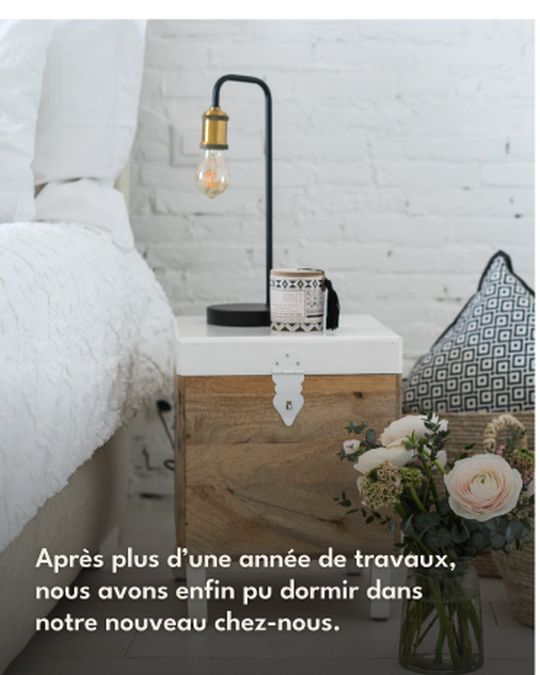 Après plus d'une année de travaux,
nous avons enfin pu dormir dans
notre nouveau chez-nous.